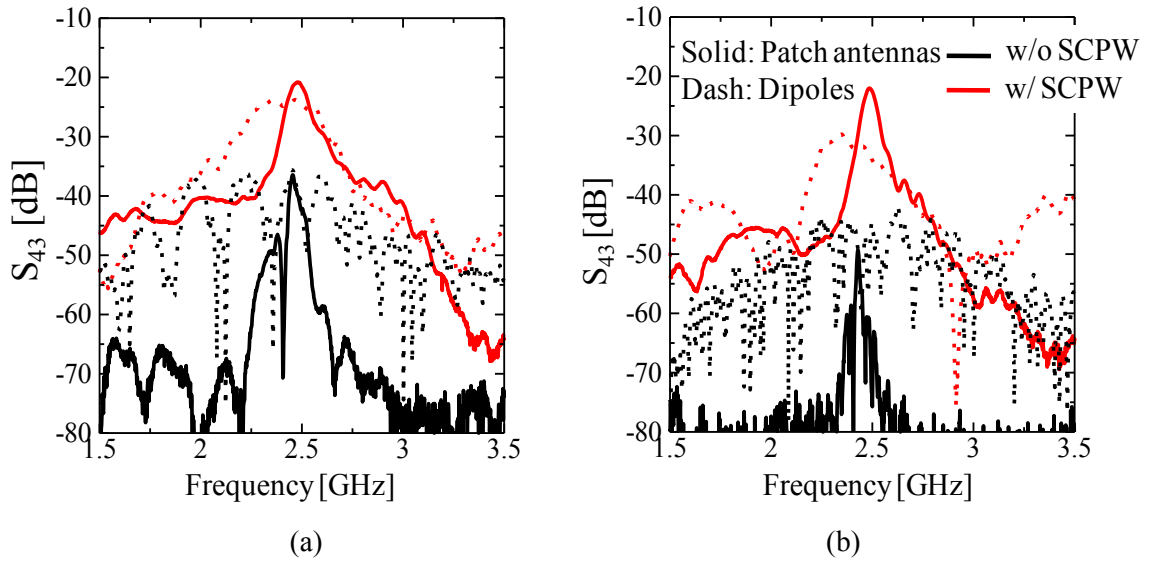 -10
-20
-30
-40
-50
-60
-70
-80
S43 [dB]
1.5
2
2.5
3
3.5
Frequency [GHz]
(a)
-10
-20
-30
-40
-50
-60
-70
-80
S43 [dB]
Solid: Patch antennas
Dash: Dipoles
w/o SCPW
w/ SCPW
1.5
2
2.5
3
3.5
Frequency [GHz]
(b)